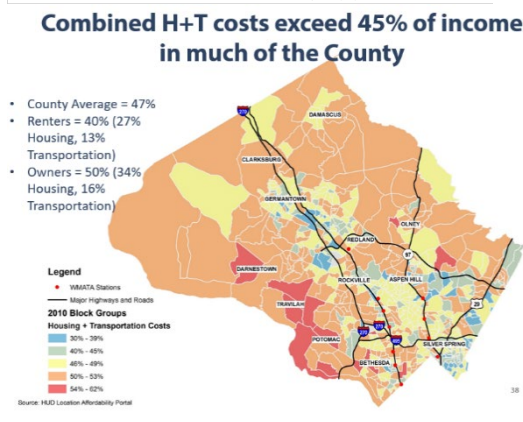 Combined H+T costs exceed 45% of income
in much of the County
• County Average = 47%
• Renters = 40% (27%
Housing, 13%
Transportation)
• Owners = 50% (34%
Housing, 16%
Transportation)
270
DAMASCUS
CLARKSBURG
GERMANTOWN
OLNEY
REDLAND
97
DARNESTOWN
ROCKVILLE
ASPEN HILL
TRAVILAH
29
POTOMAC
SILVER SPRING
BETHESDA
Legend
WMATA Stations
Major Highways and Roads
2010 Block Groups
Housing + Transportation Costs
30% - 39%
40% - 45%
46% - 49%
50% - 53%
54% - 62%
Source: HUD Location Affordability Portal
38